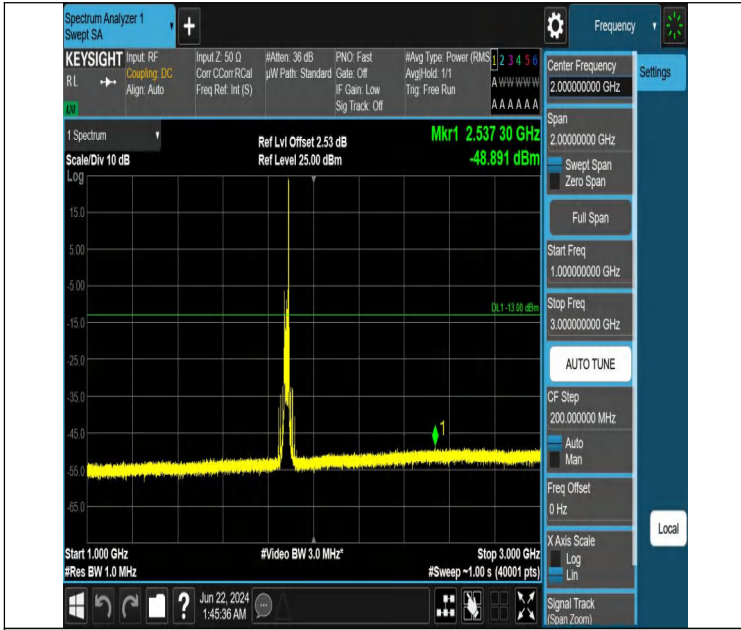 Spectrum Analyzer 1
Swept SA
+
Frequency
KEYSIGHT
RL
Input: RF
Coupling: DC
Align: Auto
Input Z: 50 Ω
Corr CCorr RCal
Freq Ref: Int (S)
#Atten: 36 dB
µW Path: Standard
PNO: Fast
Gate: Off
IF Gain: Low
Sig Track: Off
#Avg Type: Power (RMS
Avg|Hold: 1/1
Trig: Free Run
1 2 3 4 5 6
A W W W W W
A A A A A A
1 Spectrum
Scale/Div 10 dB
Ref Lvl Offset 2.53 dB
Ref Level 25.00 dBm
Mkr1 2.537 30 GHz
-48.891 dBm
Log
15.0
5.00
-5.00
-15.0
-25.0
-35.0
-45.0
-55.0
-65.0
DL1 -13.00 dBm
1
Start 1.000 GHz
#Res BW 1.0 MHz
#Video BW 3.0 MHz*
Stop 3.000 GHz
#Sweep ~1.00 s (40001 pts)
Center Frequency
2.000000000 GHz
Span
2.00000000 GHz
Swept Span
Zero Span
Full Span
Start Freq
1.000000000 GHz
Stop Freq
3.000000000 GHz
AUTO TUNE
CF Step
200.000000 MHz
Auto
Man
Freq Offset
0 Hz
X Axis Scale
Log
Lin
Signal Track
(Span Zoom)
Settings
Local
?
Jun 22, 2024
1:45:36 AM